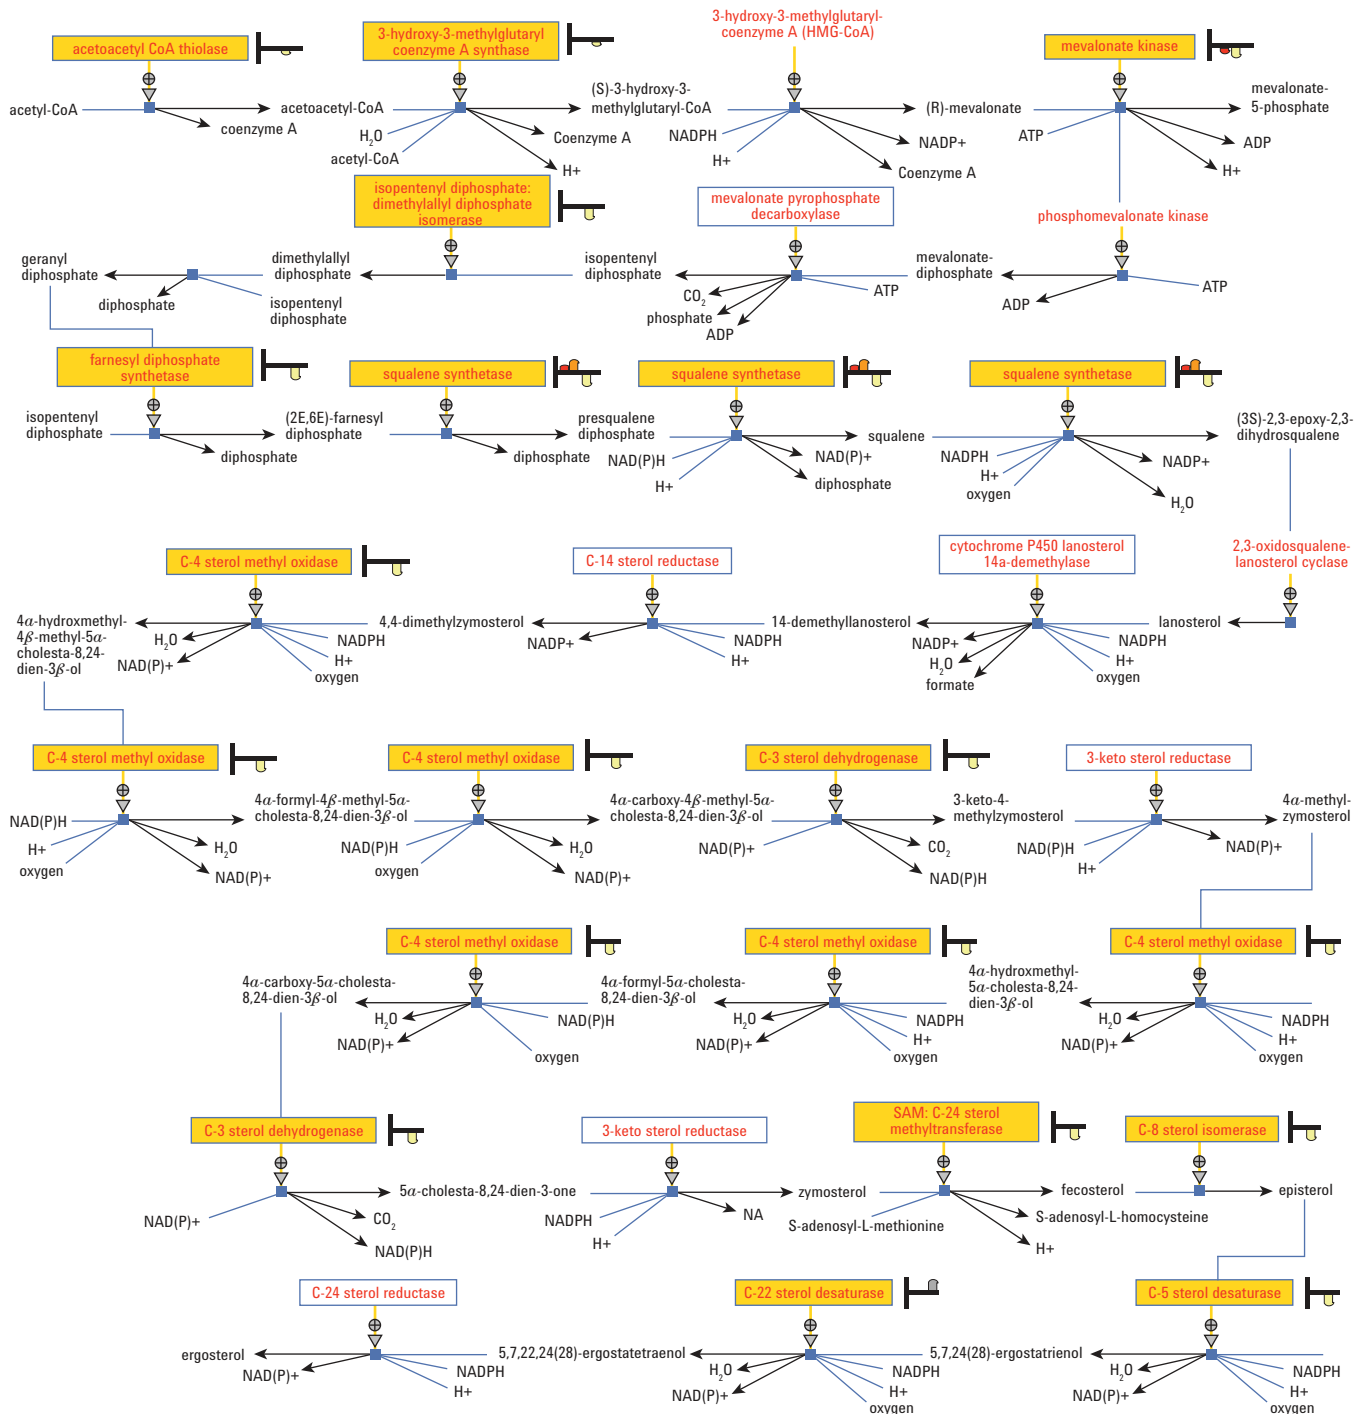 acetoacetyl CoA thiolase
3-hydroxy-3-methylglutaryl
coenzyme A synthase
3-hydroxy-3-methylglutaryl-
coenzyme A (HMG-CoA)
mevalonate kinase
acetyl-CoA
coenzyme A
acetoacetyl-CoA
H2O
acetyl-CoA
Coenzyme A
H+
(S)-3-hydroxy-3-
methylglutaryl-CoA
NADPH
H+
NADP+
Coenzyme A
(R)-mevalonate
ATP
mevalonate-
5-phosphate
ADP
H+
isopentenyl diphosphate:
dimethylallyl diphosphate
isomerase
mevalonate pyrophosphate
decarboxylase
phosphomevalonate kinase
geranyl
diphosphate
diphosphate
dimethylallyl
diphosphate
isopentenyl
diphosphate
isopentenyl
diphosphate
CO2
phosphate
ADP
ATP
mevalonate-
diphosphate
ADP
ATP
farnesyl diphosphate
synthetase
squalene synthetase
squalene synthetase
squalene synthetase
isopentenyl
diphosphate
diphosphate
(2E,6E)-farnesyl
diphosphate
diphosphate
presqualene
diphosphate
NAD(P)H
H+
NAD(P)+
diphosphate
squalene
NADPH
H+
oxygen
NADP+
H2O
(3S)-2,3-epoxy-2,3-
dihydrosqualene
C-4 sterol methyl oxidase
C-14 sterol reductase
cytochrome P450 lanosterol
14a-demethylase
2,3-oxidosqualene-
lanosterol cyclase
4α-hydroxmethyl-
4β-methyl-5α-
cholesta-8,24-
dien-3β-ol
H2O
NAD(P)+
NADPH
H+
oxygen
4,4-dimethylzymosterol
NADP+
NADPH
H+
14-demethyllanosterol
NADP+
H2O
formate
NADPH
H+
oxygen
lanosterol
C-4 sterol methyl oxidase
C-4 sterol methyl oxidase
C-3 sterol dehydrogenase
3-keto sterol reductase
NAD(P)H
H+
oxygen
H2O
NAD(P)+
4α-formyl-4β-methyl-5α-
cholesta-8,24-dien-3β-ol
NAD(P)H
oxygen
H2O
NAD(P)+
4α-carboxy-4β-methyl-5α-
cholesta-8,24-dien-3β-ol
NAD(P)+
CO2
NAD(P)H
3-keto-4-
methylzymosterol
NAD(P)H
H+
NAD(P)+
4α-methyl-
zymosterol
C-4 sterol methyl oxidase
C-4 sterol methyl oxidase
C-4 sterol methyl oxidase
4α-carboxy-5α-cholesta-
8,24-dien-3β-ol
H2O
NAD(P)+
NAD(P)H
oxygen
4α-formyl-5α-cholesta-
8,24-dien-3β-ol
H2O
NAD(P)+
NADPH
H+
oxygen
4α-hydroxmethyl-
5α-cholesta-8,24-
dien-3β-ol
H2O
NAD(P)+
NADPH
H+
oxygen
C-3 sterol dehydrogenase
3-keto sterol reductase
SAM: C-24 sterol
methyltransferase
C-8 sterol isomerase
NAD(P)+
CO2
NAD(P)H
5α-cholesta-8,24-dien-3-one
NADPH
H+
NA
zymosterol
S-adenosyl-L-methionine
fecosterol
S-adenosyl-L-homocysteine
H+
episterol
C-24 sterol reductase
C-22 sterol desaturase
C-5 sterol desaturase
ergosterol
NAD(P)+
NADPH
H+
5,7,22,24(28)-ergostatetraenol
H2O
NAD(P)+
NADPH
H+
oxygen
5,7,24(28)-ergostatrienol
H2O
NAD(P)+
NADPH
H+
oxygen